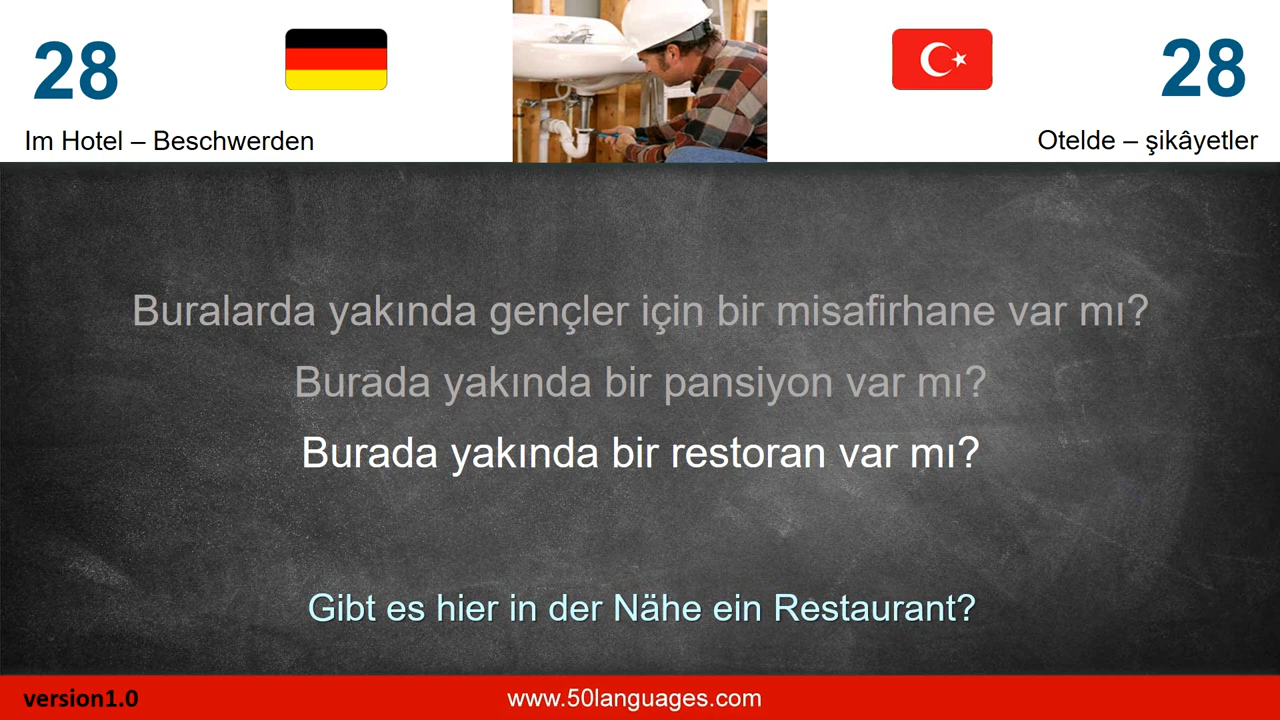 28
28
Im Hotel – Beschwerden
Otelde – şikâyetler
Buralarda yakında gençler için bir misafirhane var mı?
Burāda yakında bir pansiyon var mı?
Burada yakında bir restoran var mı?
Gibt es hier in der Nähe ein Restaurant?
version1.0
www.50languages.com